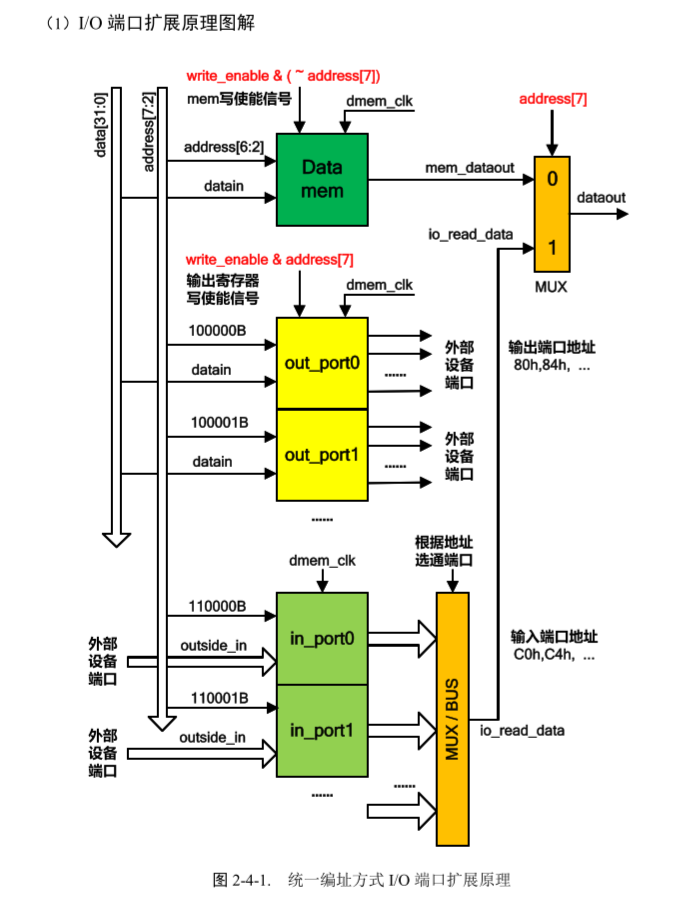 （1）I/O 端口扩展原理图解
write_enable & ( ~ address[7])
mem写使能信号
dmem_clk
address[7]
data[31:0]
address[7:2]
address[6:2]
datain
Data
mem
mem_dataout
0
dataout
io_read_data
1
MUX
write_enable & address[7]
输出寄存器
写使能信号
dmem_clk
100000B
datain
out_port0
......
外部
设备
端口
输出端口地址
80h,84h, ...
100001B
datain
out_port1
......
外部
设备
端口
......
根据地址
选通端口
dmem_clk
110000B
外部
设备
端口
outside_in
in_port0
输入端口地址
C0h,C4h, ...
110001B
外部
设备
端口
outside_in
in_port1
MUX / BUS
io_read_data
......
......
图 2-4-1. 统一编址方式 I/O 端口扩展原理